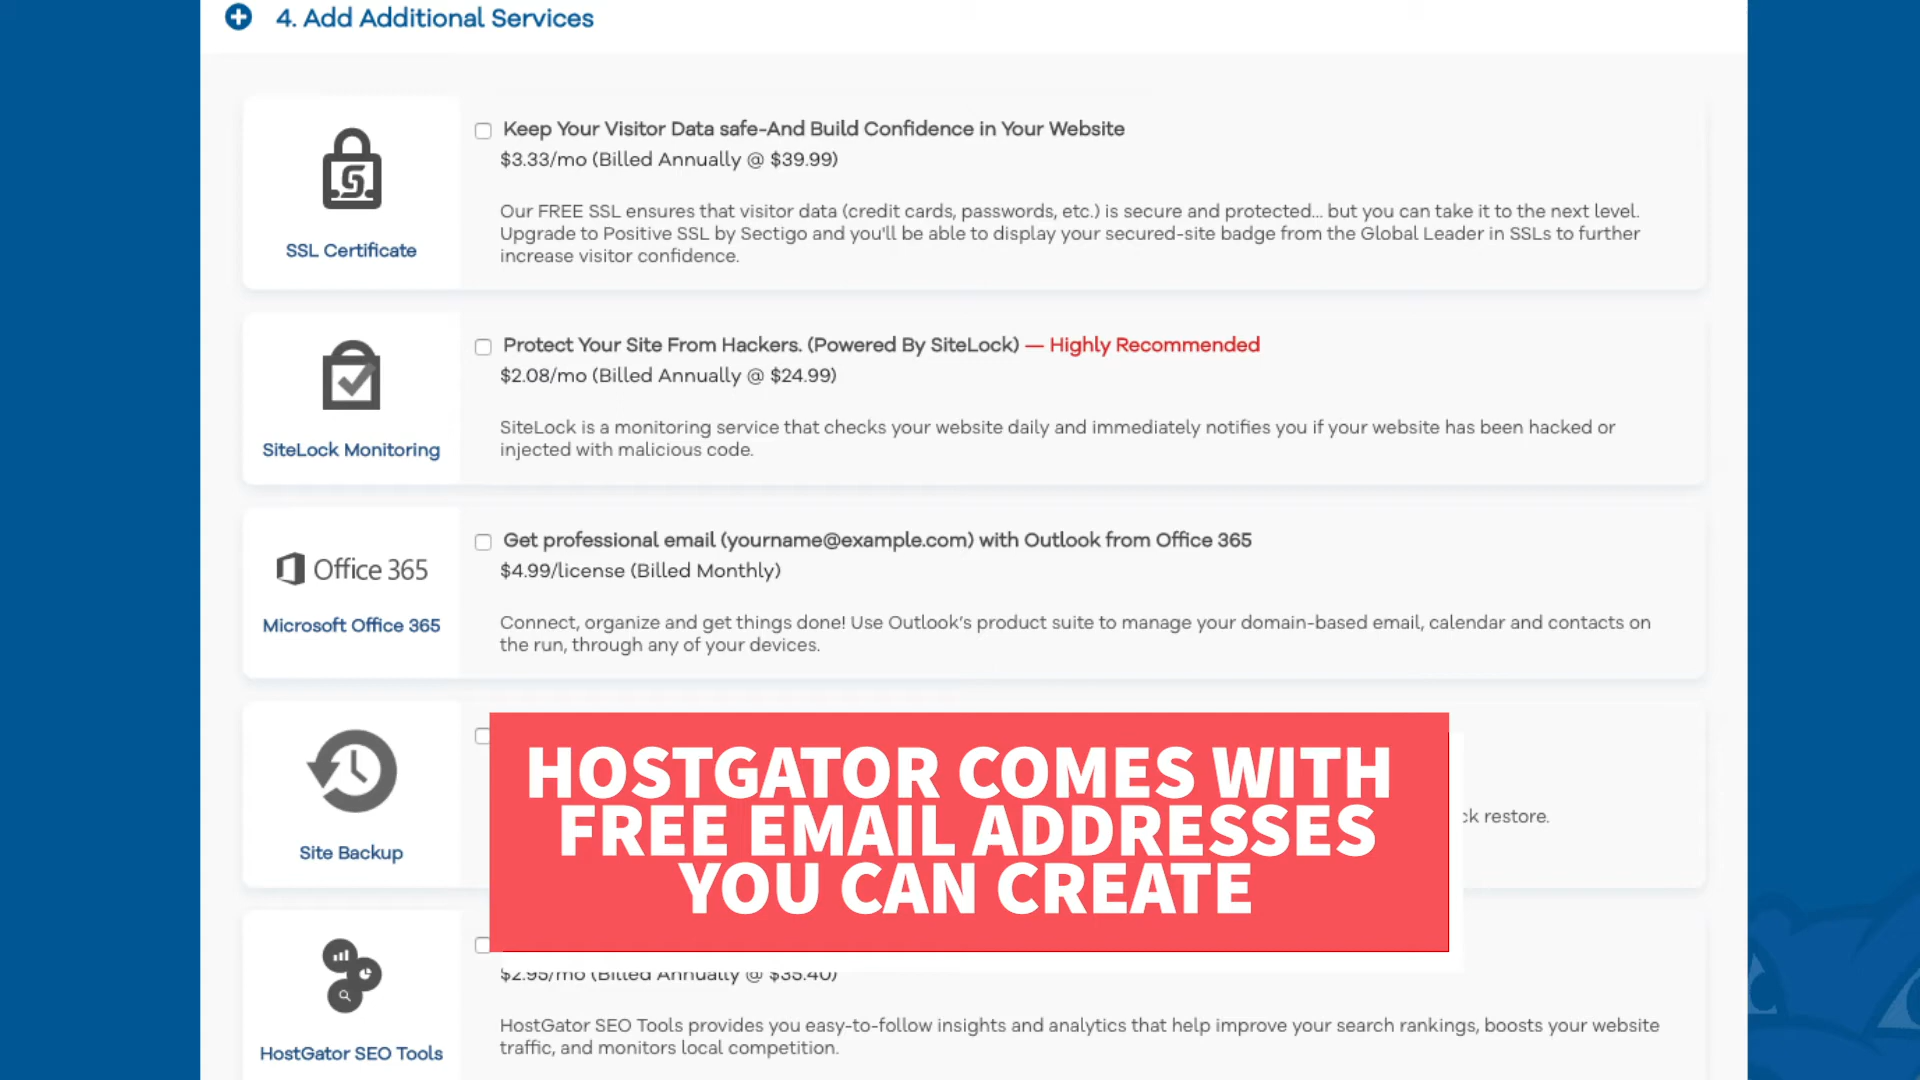 4. Add Additional Services
Keep Your Visitor Data safe-And Build Confidence in Your Website
$3.33/mo (Billed Annually @ $39.99)
Our FREE SSL ensures that visitor data (credit cards, passwords, etc.) is secure and protected... but you can take it to the next level.
Upgrade to Positive SSL by Sectigo and you'll be able to display your secured-site badge from the Global Leader in SSLs to further
increase visitor confidence.
SSL Certificate
Protect Your Site From Hackers. (Powered By SiteLock) — Highly Recommended
$2.08/mo (Billed Annually @ $24.99)
SiteLock is a monitoring service that checks your website daily and immediately notifies you if your website has been hacked or
injected with malicious code.
SiteLock Monitoring
Get professional email (yourname@example.com) with Outlook from Office 365
$4.99/license (Billed Monthly)
Office 365
Connect, organize and get things done! Use Outlook's product suite to manage your domain-based email, calendar and contacts on
the run, through any of your devices.
Microsoft Office 365
HOSTGATOR COMES WITH
FREE EMAIL ADDRESSES
YOU CAN CREATE
restore.
Site Backup
$2.95/mo (Billed Annually @ $35.40)
HostGator SEO Tools provides you easy-to-follow insights and analytics that help improve your search rankings, boosts your website
traffic, and monitors local competition.
HostGator SEO Tools